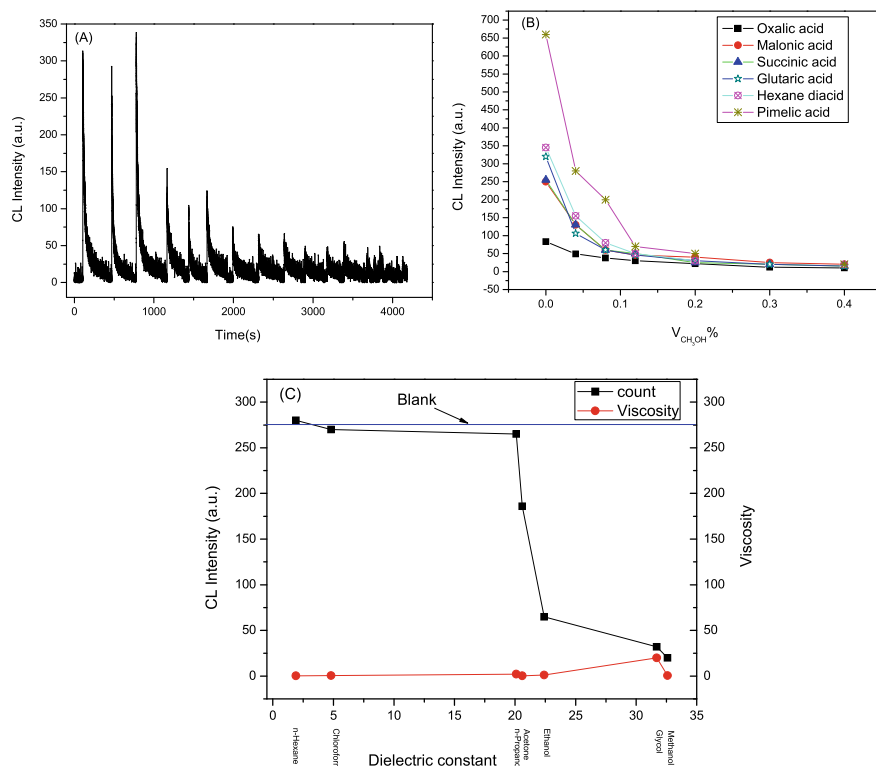 (A)
350
300
250
200
150
100
50
0
CL Intensity (a.u.)
0 1000 2000 3000 4000
Time(s)
(B)
700
650
600
550
500
450
400
350
300
250
200
150
100
50
0
-50
CL Intensity (a.u.)
0.0 0.1 0.2 0.3 0.4
V CH3OH %
Oxalic acid
Malonic acid
Succinic acid
Glutaric acid
Hexane diacid
Pimelic acid
(C)
Blank
count
Viscosity
300
250
200
150
100
50
0
CL Intensity (a.u.)
300
250
200
150
100
50
0
Viscosity
0 5 10 15 20 25 30 35
n-Hexane
Chloroforr
Acetone
n-Propanc
Ethanol
Methanol
Glycol
Dielectric constant